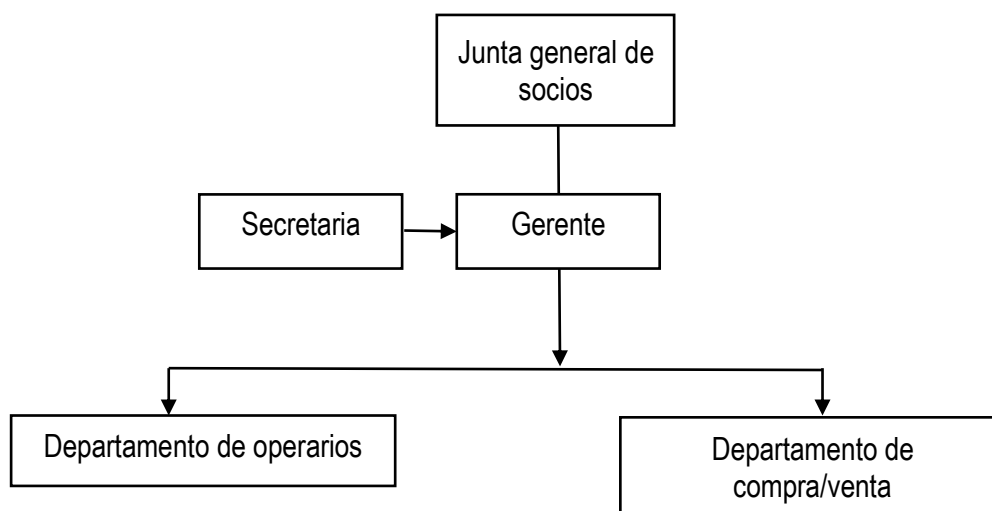 Junta general de
socios
Secretaria
Gerente
Departamento de operarios
Departamento de
compra/venta